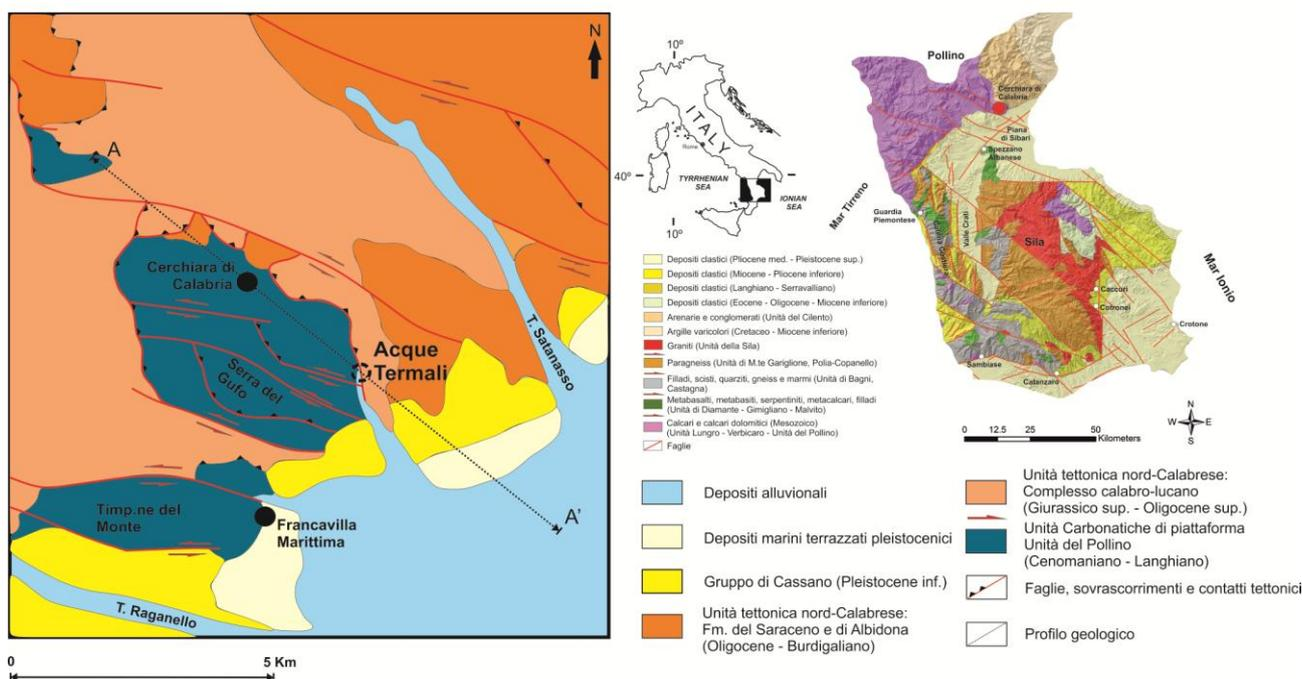 N
A
Cerchiara di
Calabria
Acque
Termali
T. Satanasso
Serra del
Gufo
A'
Timp.ne del
Monte
Francavilla
Marittima
T. Raganello
0
5 Km
10º
ITALY
Rome
40º
TYRRHENIAN
SEA
IONIAN
SEA
10º
Pollino
Cerchiara di
Calabria
Piana
di Sibari
Spezzano
Albanese
Mar Tirreno
Guardia
Piemontese
Valle Crati
Sila
Mar Ionio
Caccuri
Cotronei
Crotone
Sambiase
Catanzaro
N
W
E
S
0 12.5 25 50
Kilometers
Depositi clastici (Pliocene med. - Pleistocene sup.)
Depositi clastici (Miocene - Pliocene inferiore)
Depositi clastici (Langhiano - Serravalliano)
Depositi clastici (Eocene - Oligocene - Miocene inferiore)
Arenarie e conglomerati (Unità del Cilento)
Argille varicolori (Cretaceo - Miocene inferiore)
Graniti (Unità della Sila)
Paragneiss (Unità di M.te Gariglione, Polia-Copanello)
Filladi, scisti, quarziti, gneiss e marmi (Unità di Bagni,
Castagna)
Metabasalti, metabasiti, serpentiniti, metacalcari, filladi
(Unità di Diamante - Gimigliano - Malvito)
Calcari e calcari dolomitici (Mesozoico)
(Unità Lungro - Verbicaro - Unità del Pollino)
Faglie
Depositi alluvionali
Depositi marini terrazzati pleistocenici
Gruppo di Cassano (Pleistocene inf.)
Unità tettonica nord-Calabrese:
Fm. del Saraceno e di Albidona
(Oligocene - Burdigaliano)
Unità tettonica nord-Calabrese:
Complesso calabro-lucano
(Giurassico sup. - Oligocene sup.)
Unità Carbonatiche di piattaforma
Unità del Pollino
(Cenomaniano - Langhiano)
Faglie, sovrascorrimenti e contatti tettonici
Profilo geologico